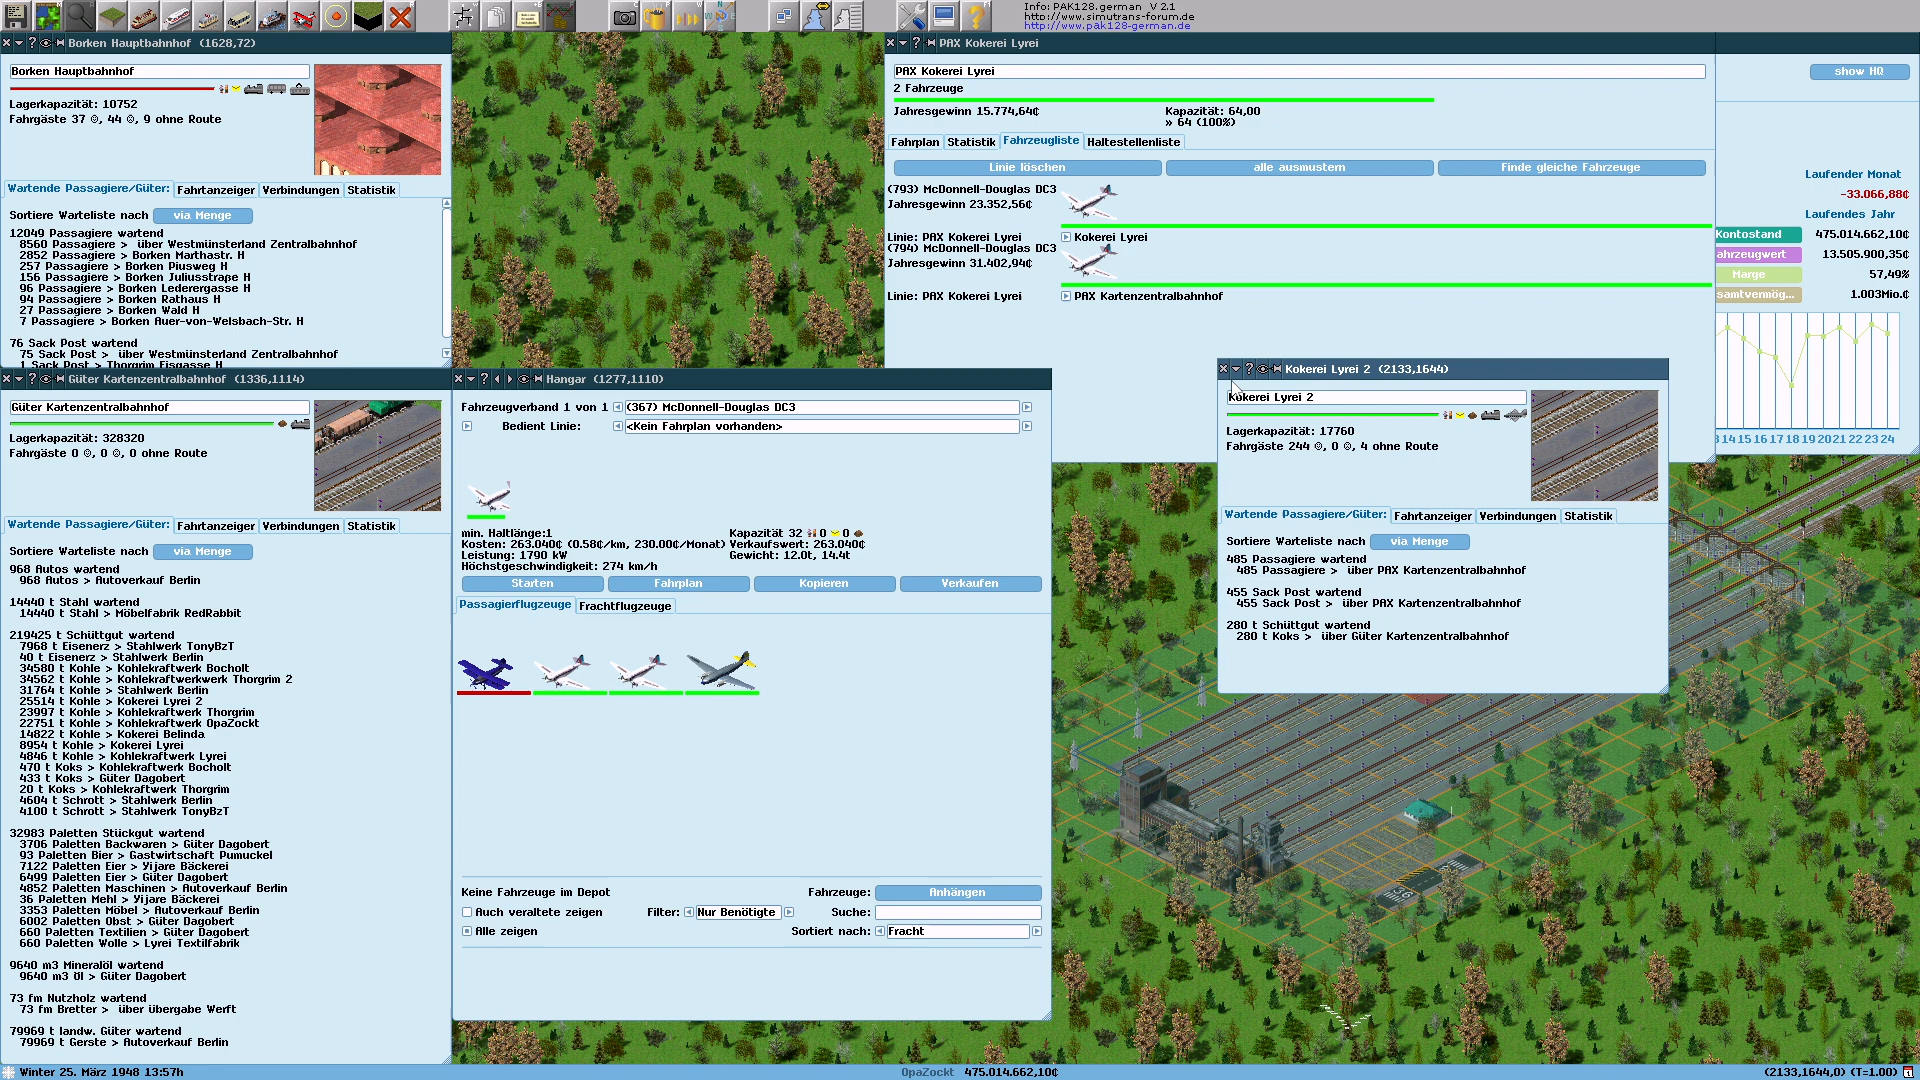 Info: PAK128.german V 2.1
http://www.simutrans-forum.de
http://www.pak128-german.de
Borken Hauptbahnhof (1628,72)
Borken Hauptbahnhof
Lagerkapazität: 10752
Fahrgäste 37 ☺, 44 ☹, 9 ohne Route
Wartende Passagiere/Güter: Fahrtanzeiger Verbindungen Statistik
Sortiere Warteliste nach via Menge
12049 Passagiere wartend
8560 Passagiere > über Westmünsterland Zentralbahnhof
2852 Passagiere > Borken Marthastr. H
257 Passagiere > Borken Piusweg H
156 Passagiere > Borken Juliusstraße H
96 Passagiere > Borken Lederergasse H
94 Passagiere > Borken Rathaus H
27 Passagiere > Borken Wald H
7 Passagiere > Borken Auer-von-Welsbach-Str. H
76 Sack Post wartend
75 Sack Post > über Westmünsterland Zentralbahnhof
1 Sack Post > Thorgrim Eisgasse H
Güter Kartenzentralbahnhof (1336,1114)
Güter Kartenzentralbahnhof
Lagerkapazität: 328320
Fahrgäste 0 ☺, 0 ☹, 0 ohne Route
Wartende Passagiere/Güter: Fahrtanzeiger Verbindungen Statistik
Sortiere Warteliste nach via Menge
968 Autos wartend
968 Autos > Autoverkauf Berlin
14440 t Stahl wartend
14440 t Stahl > Möbelfabrik RedRabbit
219425 t Schüttgut wartend
7968 t Eisenerz > Stahlwerk TonyBzT
40 t Eisenerz > Stahlwerk Berlin
34580 t Kohle > Kohlekraftwerk Bocholt
34562 t Kohle > Kohlekraftwerkwerk Thorgrim 2
31764 t Kohle > Stahlwerk Berlin
25514 t Kohle > Kokerei Lyrei 2
23997 t Kohle > Kohlekraftwerk Thorgrim
22751 t Kohle > Kohlekraftwerk OpaZockt
14822 t Kohle > Kokerei Belinda
8954 t Kohle > Kokerei Lyrei
4846 t Kohle > Kohlekraftwerk Lyrei
470 t Koks > Kohlekraftwerk Bocholt
433 t Koks > Güter Dagobert
20 t Koks > Kohlekraftwerk Thorgrim
4604 t Schrott > Stahlwerk Berlin
4100 t Schrott > Stahlwerk TonyBzT
32983 Paletten Stückgut wartend
3706 Paletten Backwaren > Güter Dagobert
93 Paletten Bier > Gastwirtschaft Pumuckel
7122 Paletten Eier > Yijare Bäckerei
6499 Paletten Eier > Güter Dagobert
4852 Paletten Maschinen > Autoverkauf Berlin
36 Paletten Mehl > Yijare Bäckerei
3353 Paletten Möbel > Autoverkauf Berlin
6002 Paletten Obst > Güter Dagobert
660 Paletten Textilien > Güter Dagobert
660 Paletten Wolle > Lyrei Textilfabrik
9640 m3 Mineralöl wartend
9640 m3 Öl > Güter Dagobert
73 fm Nutzholz wartend
73 fm Bretter > über Übergabe Werft
79969 t landw. Güter wartend
79969 t Gerste > Autoverkauf Berlin
Hangar (1277,1110)
Fahrzeugverband 1 von 1 (367) McDonnell-Douglas DC3
Bedient Linie: <Kein Fahrplan vorhanden>
min. Haltlänge:1
Kapazität 32 0 0
Kosten: 263.040¢ (0.58¢/km, 230.00¢/Monat) Verkaufswert: 263.040¢
Leistung: 1790 kW
Gewicht: 12.0t, 14.4t
Höchstgeschwindigkeit: 274 km/h
Starten Fahrplan Kopieren Verkaufen
Passagierflugzeuge Frachtflugzeuge
Keine Fahrzeuge im Depot
Fahrzeuge: Anhängen
Auch veraltete zeigen Filter: Nur Benötigte Suche:
Alle zeigen Sortiert nach: Fracht
PAX Kokerei Lyrei
PAX Kokerei Lyrei
2 Fahrzeuge
Jahresgewinn 15.774,64¢
Kapazität: 64,00
» 64 (100%)
Fahrplan Statistik Fahrzeugliste Haltestellenliste
Linie löschen alle ausmustern Finde gleiche Fahrzeuge
(793) McDonnell-Douglas DC3
Jahresgewinn 23.352,56¢
Linie: PAX Kokerei Lyrei Kokerei Lyrei
(794) McDonnell-Douglas DC3
Jahresgewinn 31.402,94¢
Linie: PAX Kokerei Lyrei PAX Kartenzentralbahnhof
show HQ
Laufender Monat
-33.066,88¢
Laufendes Jahr
Kontostand 475.014.662,10¢
ahrzeugwert 13.505.900,35¢
Marge 57,49%
samtvermög... 1.003Mio.¢
14 15 16 17 18 19 20 21 22 23 24
Kokerei Lyrei 2 (2133,1644)
Kokerei Lyrei 2
Lagerkapazität: 17760
Fahrgäste 244 ☺, 0 ☹, 4 ohne Route
Wartende Passagiere/Güter: Fahrtanzeiger Verbindungen Statistik
Sortiere Warteliste nach via Menge
485 Passagiere wartend
485 Passagiere > über PAX Kartenzentralbahnhof
455 Sack Post wartend
455 Sack Post > über PAX Kartenzentralbahnhof
280 t Schüttgut wartend
280 t Koks > über Güter Kartenzentralbahnhof
36
Winter 25. März 1948 13:57h
OpaZockt 475.014.662,10¢
(2133,1644,0) (T=1.00)